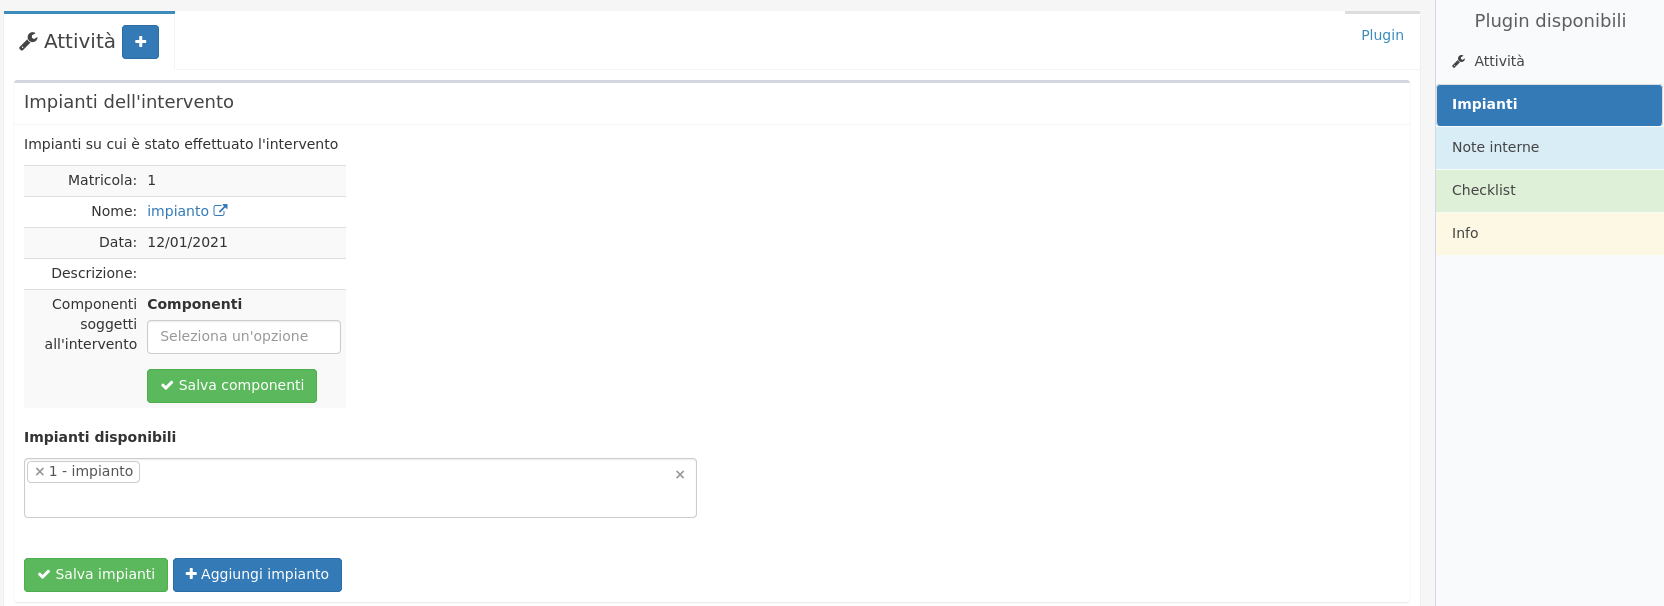 Attività
Plugin
Impianti dell'intervento
Impianti su cui è stato effettuato l'intervento
Matricola: 1
Nome: impianto
Data: 12/01/2021
Descrizione:
Componenti soggetti all'intervento
Componenti
Seleziona un'opzione
Salva componenti
Impianti disponibili
× 1 - impianto ×
Salva impianti
Aggiungi impianto
Plugin disponibili
Attività
Impianti
Note interne
Checklist
Info